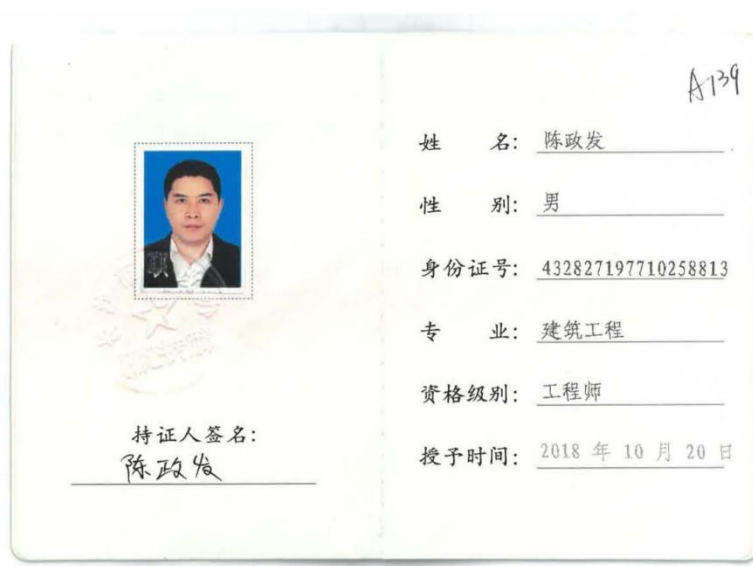 A139
姓名：陈政发
性别：男
身份证号：432827197710258813
专业：建筑工程
资格级别：工程师
授予时间：2018 年 10 月 20 日
持证人签名：
陈政发